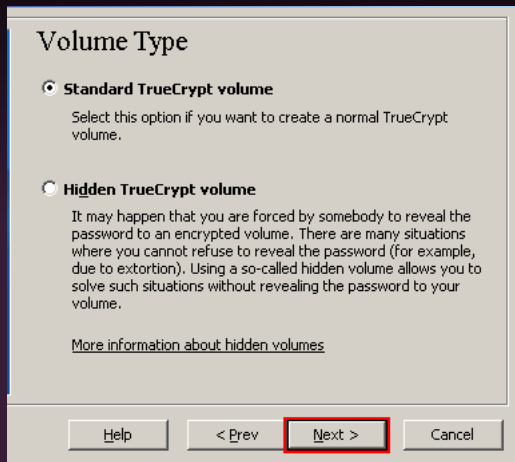 Volume Type
Standard TrueCrypt volume
Select this option if you want to create a normal TrueCrypt
volume.
Hidden TrueCrypt volume
It may happen that you are forced by somebody to reveal the
password to an encrypted volume. There are many situations
where you cannot refuse to reveal the password (for example,
due to extortion). Using a so-called hidden volume allows you to
solve such situations without revealing the password to your
volume.
More information about hidden volumes
Help < Prev Next > Cancel